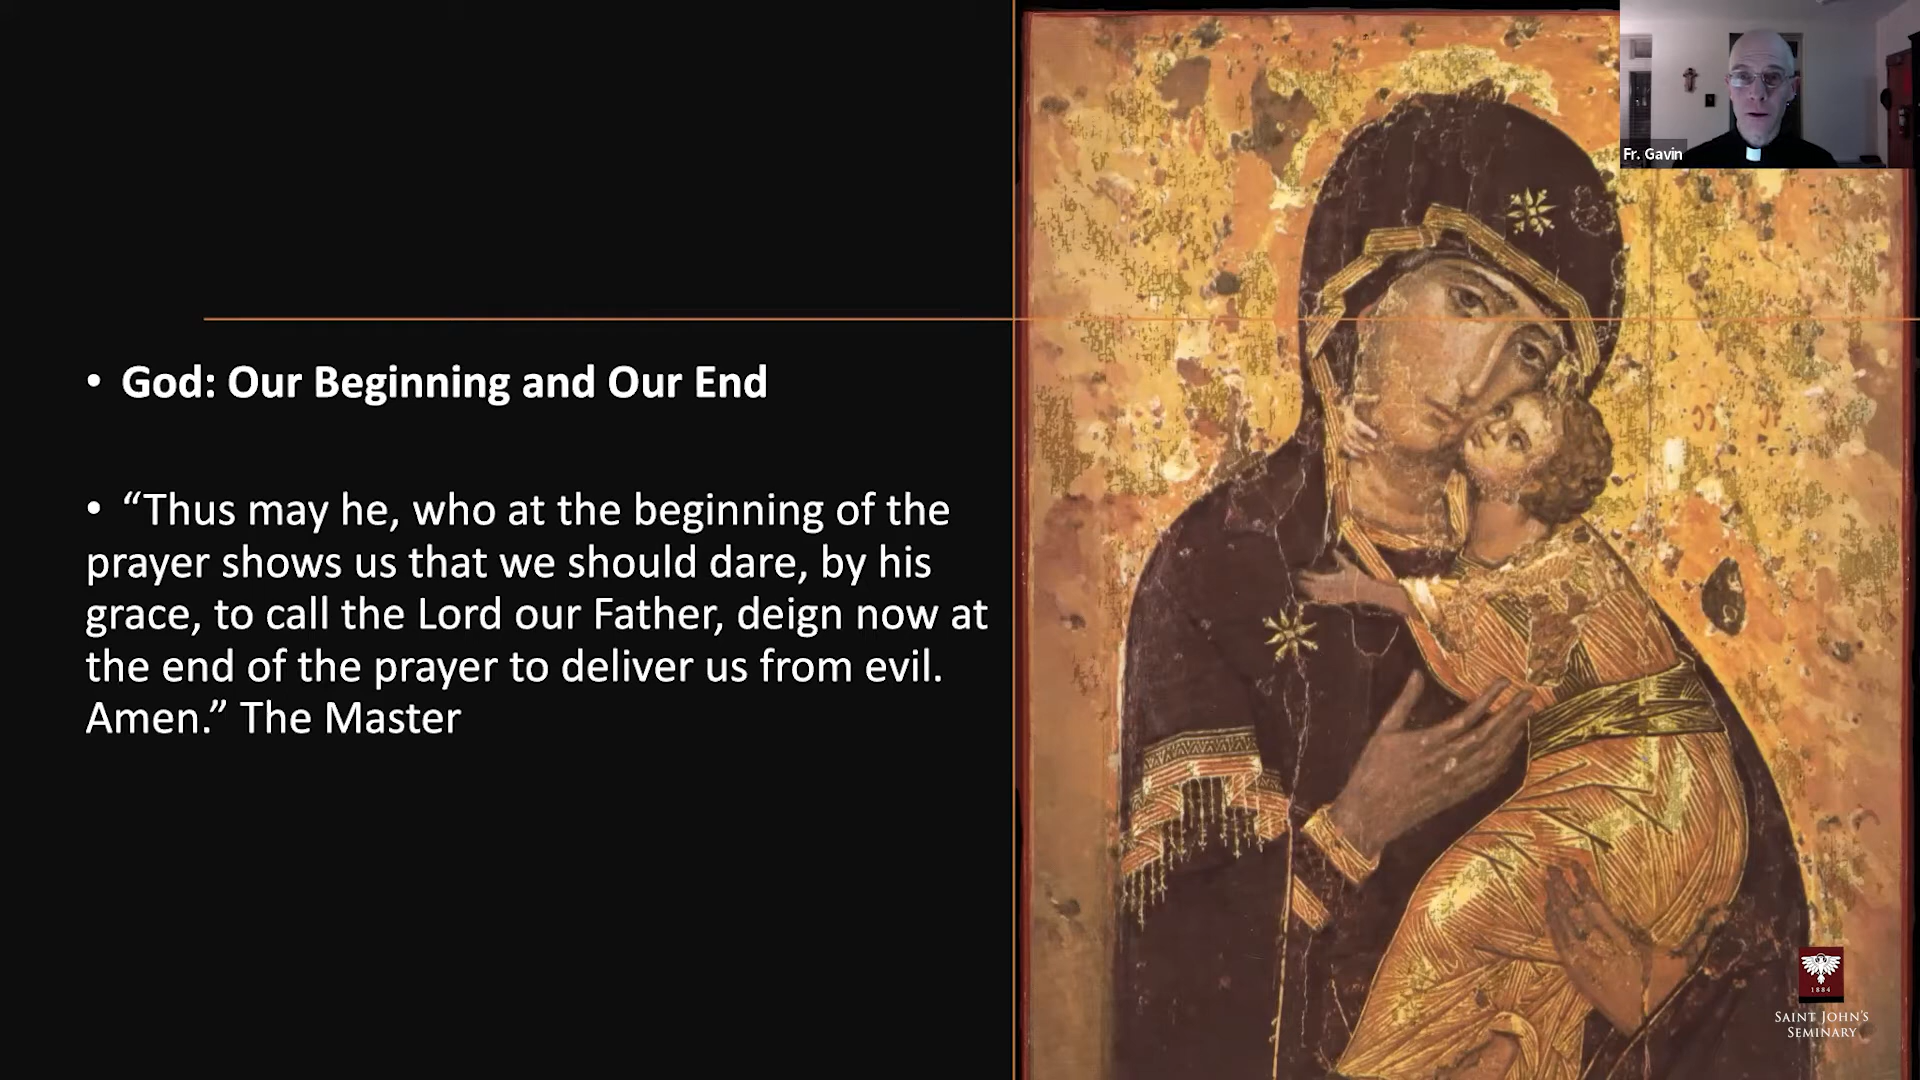 Fr. Gavin
• God: Our Beginning and Our End
• “Thus may he, who at the beginning of the
prayer shows us that we should dare, by his
grace, to call the Lord our Father, deign now at
the end of the prayer to deliver us from evil.
Amen.” The Master
1884
SAINT JOHN'S
SEMINARY